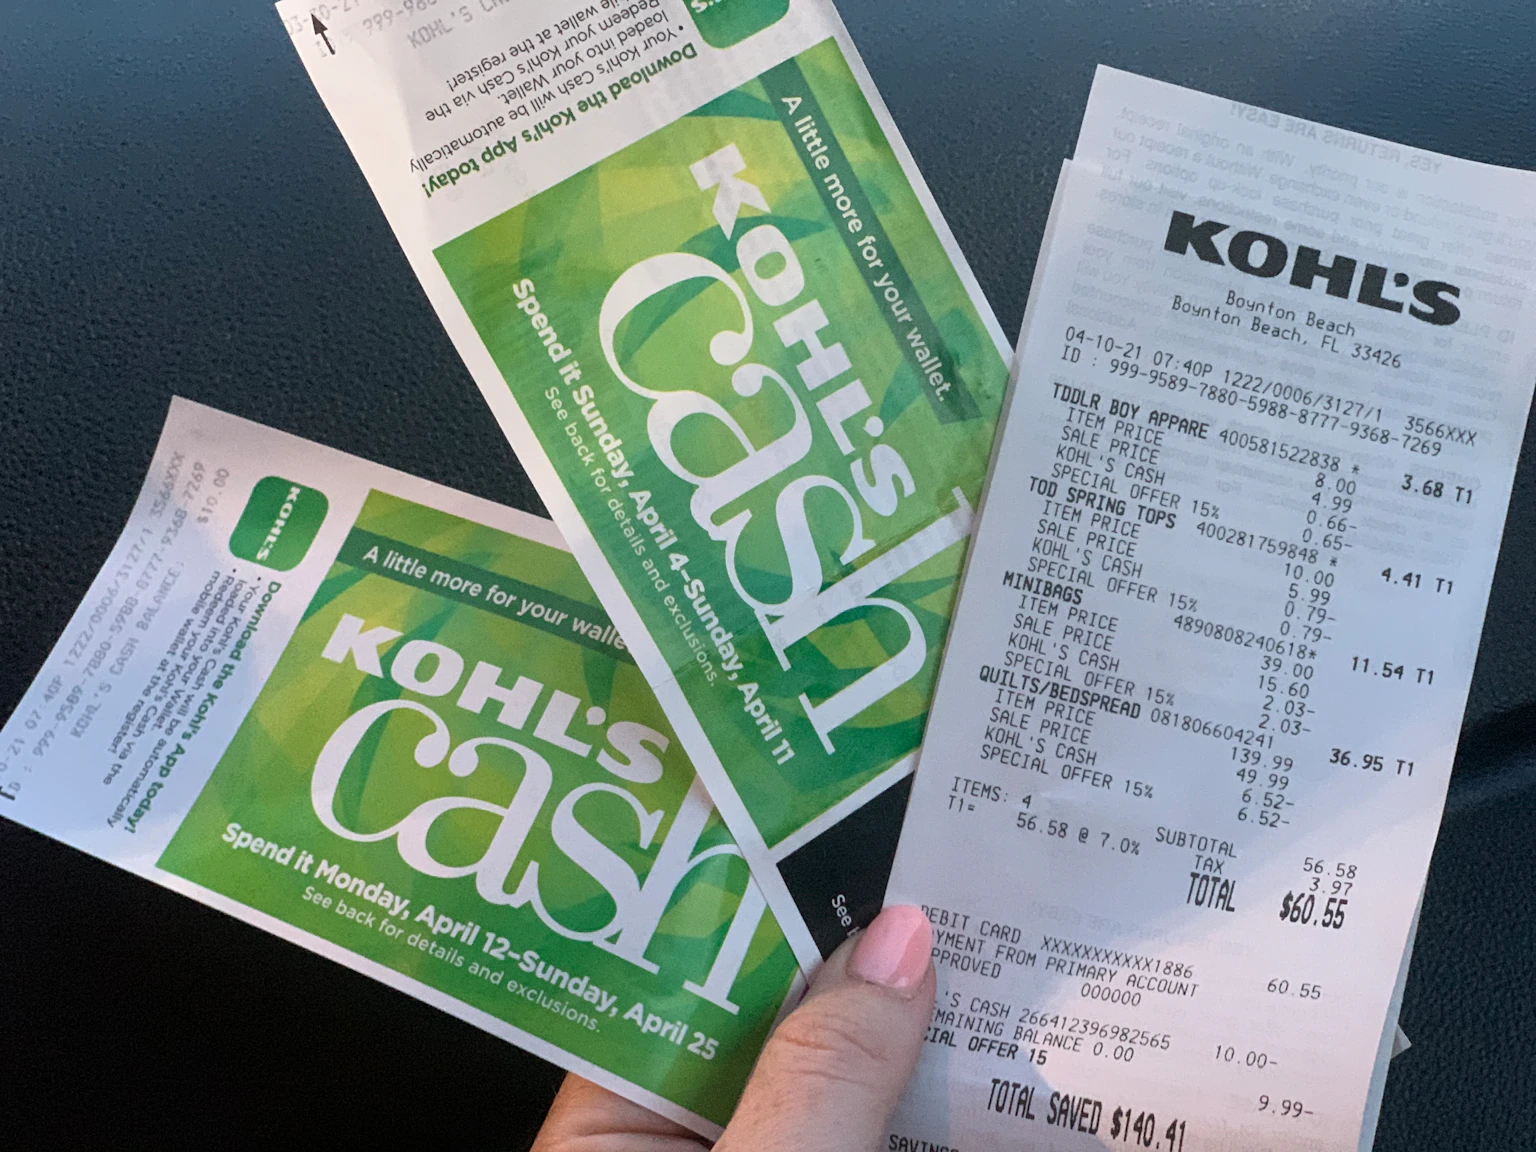 KOHL'S
Boynton Beach
Boynton Beach, FL 33426
04-10-21 07:40P 1222/0006/3127/1 3566XXX
ID : 999-9589-7880-5988-8777-9368-7269
TDDLR BOY APPARE 400581522838 * 3.68 T1
ITEM PRICE 8.00
SALE PRICE 4.99
KOHL'S CASH 0.66-
SPECIAL OFFER 15% 0.65-
TOD SPRING TOPS 400281759848 * 4.41 T1
ITEM PRICE 10.00
SALE PRICE 5.99
KOHL'S CASH 0.79-
SPECIAL OFFER 15% 0.79-
MINIBAGS 4890808240618* 11.54 T1
ITEM PRICE 39.00
SALE PRICE 15.60
KOHL'S CASH 2.03-
SPECIAL OFFER 15% 2.03-
QUILTS/BEDSPREAD 081806604241 36.95 T1
ITEM PRICE 139.99
SALE PRICE 49.99
KOHL'S CASH 6.52-
SPECIAL OFFER 15% 6.52-
ITEMS: 4 SUBTOTAL 56.58
T1= 56.58 @ 7.0% TAX 3.97
TOTAL $60.55
DEBIT CARD XXXXXXXXXXXX1886 60.55
YMENT FROM PRIMARY ACCOUNT
PPROVED 000000
L'S CASH 266412396982565 10.00-
EMAINING BALANCE 0.00
CIAL OFFER 15 9.99-
TOTAL SAVED $140.41
999-98
KOHL'S CA
Download the Kohl's App today!
• Your Kohl's Cash will be automatically
loaded into your Wallet.
Redeem your Kohl's Cash via the
mobile wallet at the register!
A little more for your wallet.
KOHL'S
cash
Spend it Sunday, April 4–Sunday, April 11
See back for details and exclusions.
0-21 07:40P 1222/0006/3127/1 3566XXX
ID : 999-9589-7880-5988-8777-9368-7269
KOHL'S CASH BALANCE: $10.00
KOHL'S
Download the Kohl's App today!
• Your Kohl's Cash will be automatically
loaded into your Wallet.
• Redeem your Kohl's Cash via the
mobile wallet at the register!
A little more for your walle
KOHL'S
cash
Spend it Monday, April 12–Sunday, April 25
See back for details and exclusions.
See